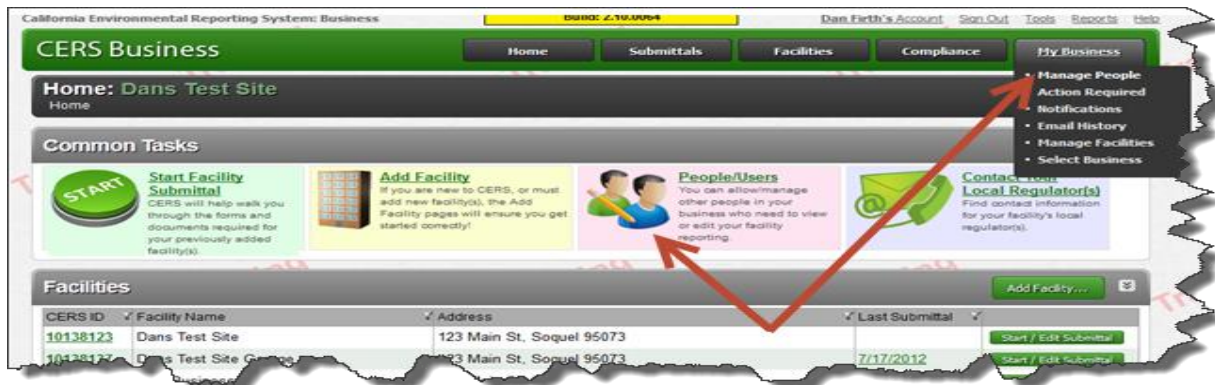 California Environmental Reporting System: Business
Build: 2.10.0064
Dan Firth's Account Sign Out Tools Reports Help
CERS Business
Home Submittals Facilities Compliance My Business
Manage People
Action Required
Notifications
Email History
Manage Facilities
Select Business
Home: Dans Test Site
Home
Common Tasks
START
Start Facility
Submittal
CERS will help walk you
through the forms and
documents required for
your previously added
facility(s).
Add Facility
If you are new to CERS, or must
add new facility(s), the Add
Facility pages will ensure you get
started correctly!
People/Users
You can allow/manage
other people in your
business who need to view
or edit your facility
reporting.
Contact Your
Local Regulator(s)
Find contact information
for your facility's local
regulator(s).
Facilities
Add Facility...
CERS ID Facility Name Address Last Submittal
10138123 Dans Test Site 123 Main St, Soquel 95073 Start / Edit Submittal
Test Site 123 Main St, Soquel 95073 7/17/2012 Start / Edit Submittal